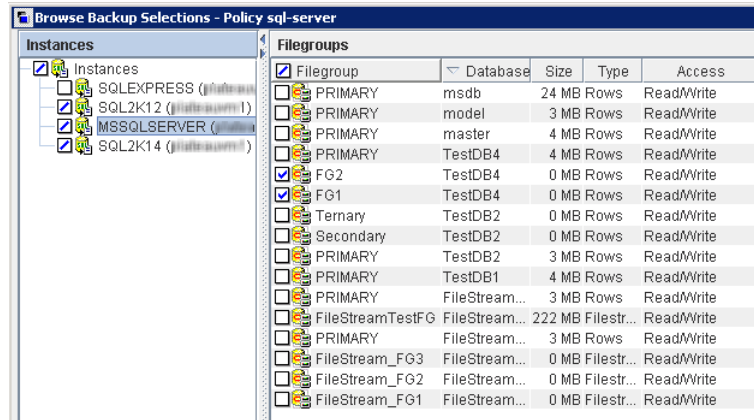 Browse Backup Selections - Policy sql-server
Instances
Filegroups
Instances
SQLEXPRESS (
SQL2K12 ( 1)
MSSQLSERVER (
SQL2K14 ( )
Filegroup Database Size Type Access
PRIMARY msdb 24 MB Rows Read/Write
PRIMARY model 3 MB Rows Read/Write
PRIMARY master 4 MB Rows Read/Write
PRIMARY TestDB4 4 MB Rows Read/Write
FG2 TestDB4 0 MB Rows Read/Write
FG1 TestDB4 0 MB Rows Read/Write
Ternary TestDB2 0 MB Rows Read/Write
Secondary TestDB2 0 MB Rows Read/Write
PRIMARY TestDB2 3 MB Rows Read/Write
PRIMARY TestDB1 4 MB Rows Read/Write
PRIMARY FileStream... 3 MB Rows Read/Write
FileStreamTestFG FileStream... 222 MB Filestr... Read/Write
PRIMARY FileStream... 3 MB Rows Read/Write
FileStream_FG3 FileStream... 0 MB Filestr... Read/Write
FileStream_FG2 FileStream... 0 MB Filestr... Read/Write
FileStream_FG1 FileStream... 0 MB Filestr... Read/Write